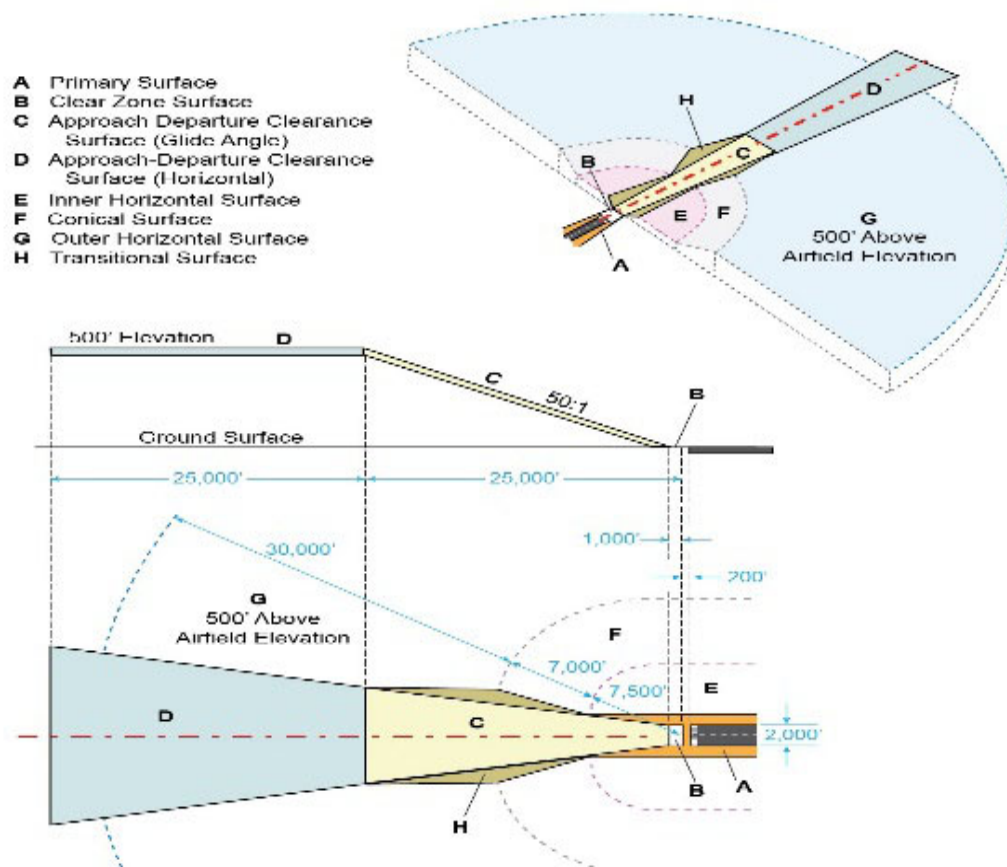 A Primary Surface
B Clear Zone Surface
C Approach Departure Clearance
Surface (Glide Angle)
D Approach-Departure Clearance
Surface (Horizontal)
E Inner Horizontal Surface
F Conical Surface
G Outer Horizontal Surface
H Transitional Surface
D
H
C
B
E
F
G
500' Above
Airfield Elevation
A
500' Elevation D
C
50:1
B
Ground Surface
25,000' 25,000'
1,000'
30,000'
200'
G
500' Above
Airfield Elevation
F
7,000'
7,500'
E
D
C
2,000'
B
A
H